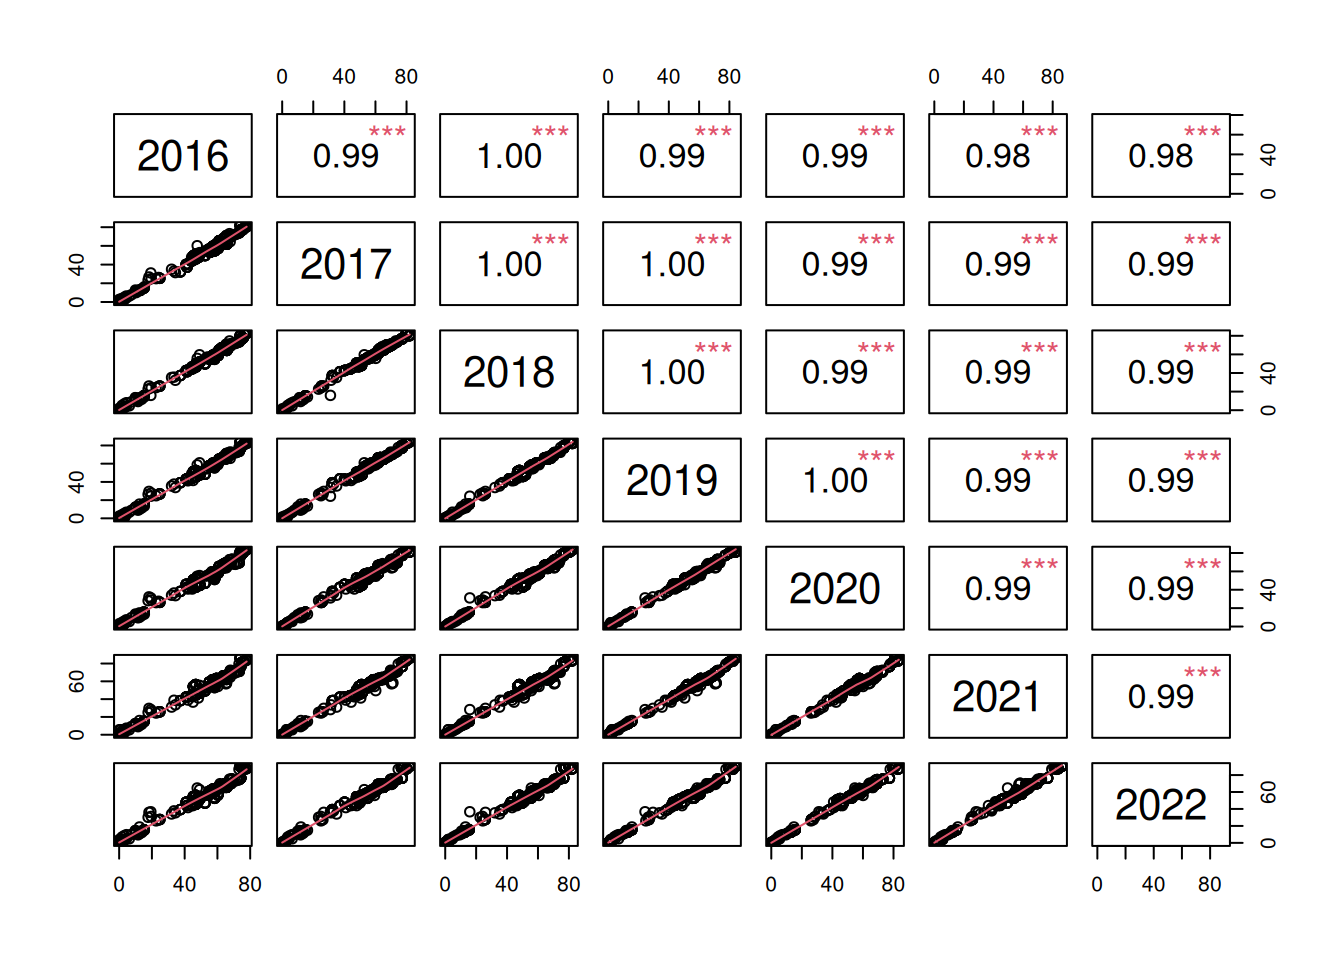 0 40 80 0 40 80 0 40 80
*** *** *** *** *** ***
2016 0.99 1.00 0.99 0.99 0.98 0.98 0 40
*** *** *** *** ***
0 40 2017 1.00 1.00 0.99 0.99 0.99
*** *** *** ***
2018 1.00 0.99 0.99 0.99 0 40
*** *** ***
0 40 2019 1.00 0.99 0.99
*** ***
2020 0.99 0.99 0 40
***
0 60 2021 0.99
2022 0 60
0 40 80 0 40 80 0 40 80 0 40 80